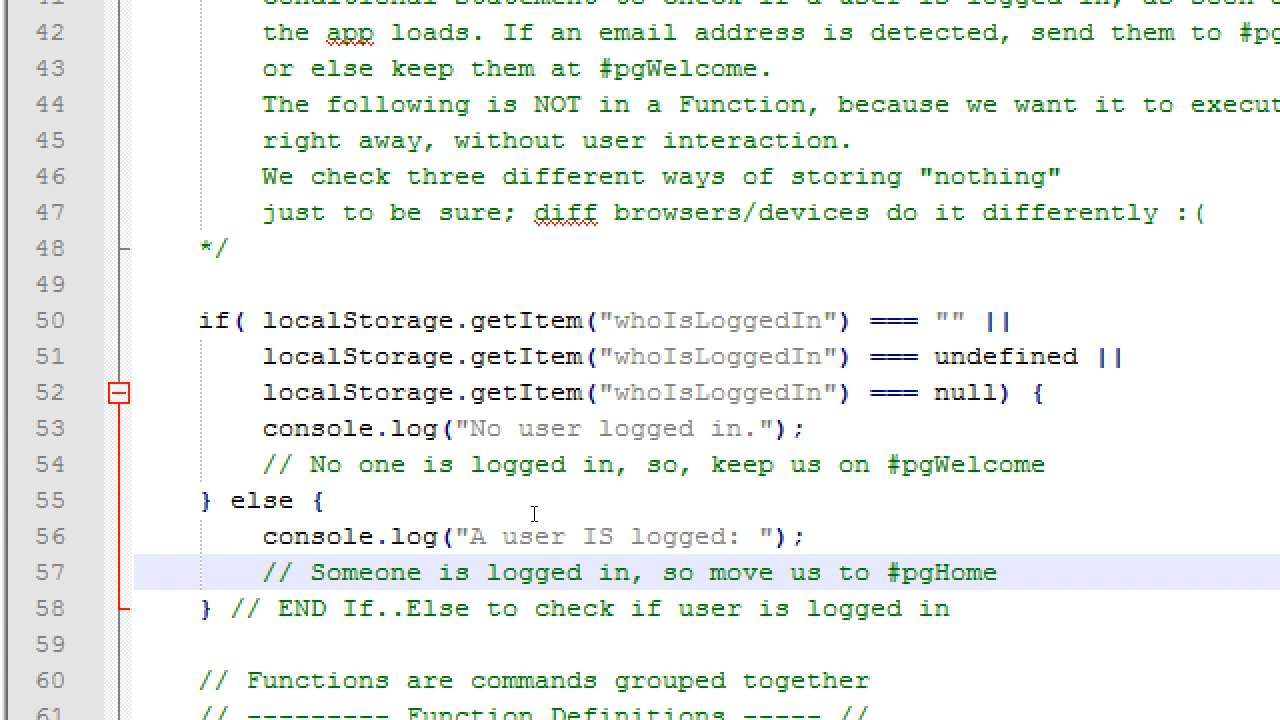 42 the app loads. If an email address is detected, send them to #pg
43 or else keep them at #pgWelcome.
44 The following is NOT in a Function, because we want it to execut
45 right away, without user interaction.
46 We check three different ways of storing "nothing"
47 just to be sure; diff browsers/devices do it differently :(
48 */
49
50 if( localStorage.getItem("whoIsLoggedIn") === "" ||
51 localStorage.getItem("whoIsLoggedIn") === undefined ||
52 localStorage.getItem("whoIsLoggedIn") === null) {
53 console.log("No user logged in.");
54 // No one is logged in, so, keep us on #pgWelcome
55 } else {
56 console.log("A user IS logged: ");
57 // Someone is logged in, so move us to #pgHome
58 } // END If..Else to check if user is logged in
59
60 // Functions are commands grouped together
61 // --------- Function Definitions ----- //